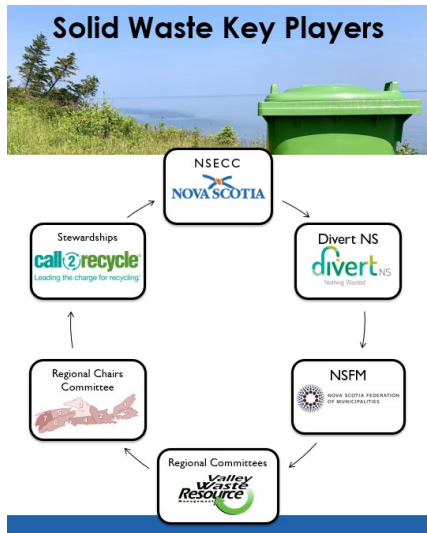 Solid Waste Key Players
NSECC
NOVA SCOTIA
Divert NS
divert NS
Nothing Wasted
NSFM
NOVA SCOTIA FEDERATION
OF MUNICIPALITIES
Regional Committees
Valley
Waste
Resource
Management
Regional Chairs
Committee
Stewardships
call2recycle®
Leading the charge for recycling.